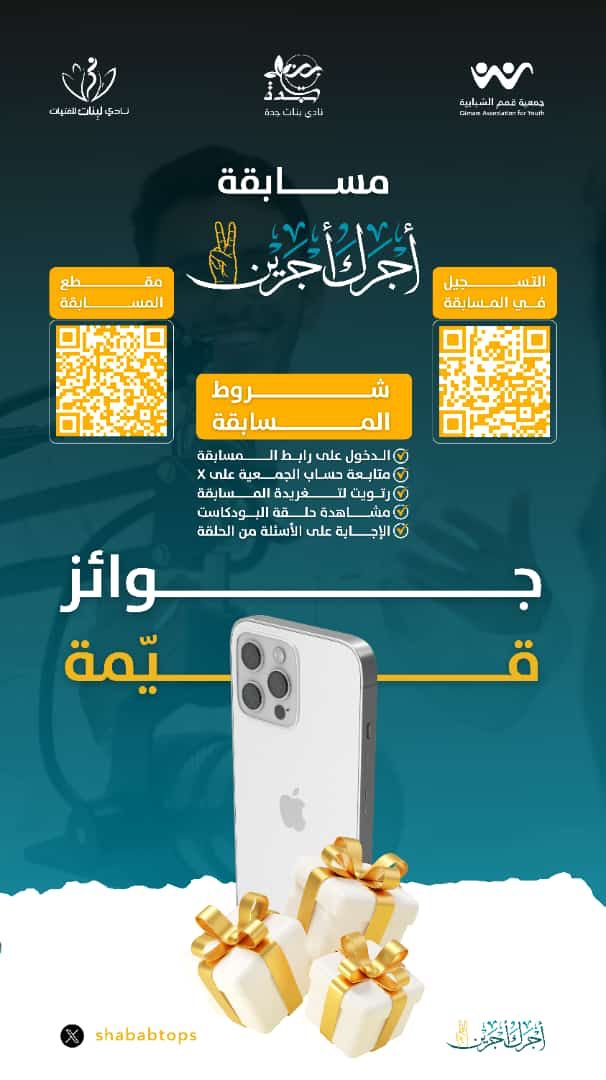 جمعية قمم الشبابية
Qimam Association for Youth
نادي بنات جدة
نادي لبنات للفتيات
مسابقة
أجرك أجرين
التسجيل
في المسابقة
مقطع
المسابقة
شروط
المسابقة
الدخول على رابط المسابقة
متابعة حساب الجمعية على X
رتويت لتغريدة المسابقة
مشاهدة حلقة البودكاست
الإجابة على الأسئلة من الحلقة
جوائز
قيّمة
shababtops
أجرك أجرين